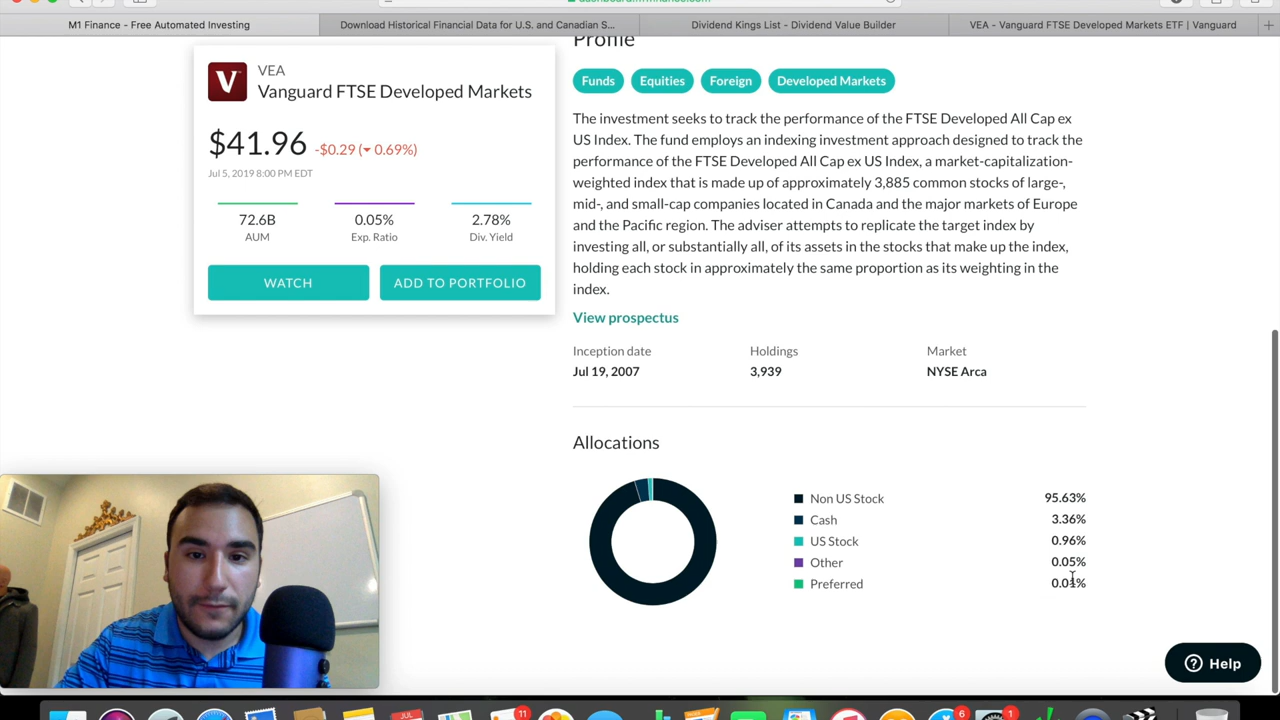 M1 Finance - Free Automated Investing
Download Historical Financial Data for U.S. and Canadian S...
Dividend Kings List - Dividend Value Builder
VEA - Vanguard FTSE Developed Markets ETF | Vanguard
VEA
Vanguard FTSE Developed Markets
$41.96 -$0.29 (▾ 0.69%)
Jul 5, 2019 8:00 PM EDT
72.6B
AUM
0.05%
Exp. Ratio
2.78%
Div. Yield
WATCH
ADD TO PORTFOLIO
Profile
Funds
Equities
Foreign
Developed Markets
The investment seeks to track the performance of the FTSE Developed All Cap ex
US Index. The fund employs an indexing investment approach designed to track the
performance of the FTSE Developed All Cap ex US Index, a market-capitalization-
weighted index that is made up of approximately 3,885 common stocks of large-,
mid-, and small-cap companies located in Canada and the major markets of Europe
and the Pacific region. The adviser attempts to replicate the target index by
investing all, or substantially all, of its assets in the stocks that make up the index,
holding each stock in approximately the same proportion as its weighting in the
index.
View prospectus
Inception date
Jul 19, 2007
Holdings
3,939
Market
NYSE Arca
Allocations
Non US Stock 95.63%
Cash 3.36%
US Stock 0.96%
Other 0.05%
Preferred 0.01%
Help
JUL
11
6
1